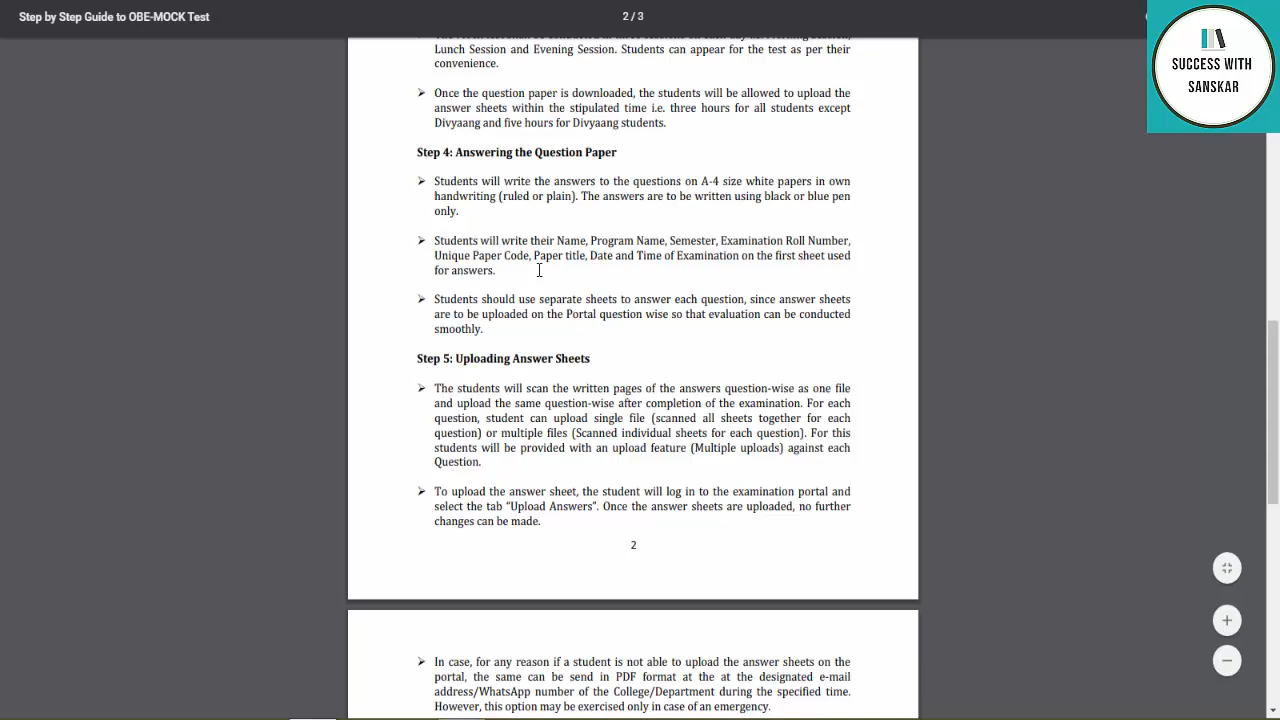 Step by Step Guide to OBE-MOCK Test
2 / 3
SUCCESS WITH
SANSKAR
Lunch Session and Evening Session. Students can appear for the test as per their
convenience.
➢ Once the question paper is downloaded, the students will be allowed to upload the
answer sheets within the stipulated time i.e. three hours for all students except
Divyaang and five hours for Divyaang students.
Step 4: Answering the Question Paper
➢ Students will write the answers to the questions on A-4 size white papers in own
handwriting (ruled or plain). The answers are to be written using black or blue pen
only.
➢ Students will write their Name, Program Name, Semester, Examination Roll Number,
Unique Paper Code, Paper title, Date and Time of Examination on the first sheet used
for answers.
➢ Students should use separate sheets to answer each question, since answer sheets
are to be uploaded on the Portal question wise so that evaluation can be conducted
smoothly.
Step 5: Uploading Answer Sheets
➢ The students will scan the written pages of the answers question-wise as one file
and upload the same question-wise after completion of the examination. For each
question, student can upload single file (scanned all sheets together for each
question) or multiple files (Scanned individual sheets for each question). For this
students will be provided with an upload feature (Multiple uploads) against each
Question.
➢ To upload the answer sheet, the student will log in to the examination portal and
select the tab “Upload Answers”. Once the answer sheets are uploaded, no further
changes can be made.
2
➢ In case, for any reason if a student is not able to upload the answer sheets on the
portal, the same can be send in PDF format at the at the designated e-mail
address/WhatsApp number of the College/Department during the specified time.
However, this option may be exercised only in case of an emergency.